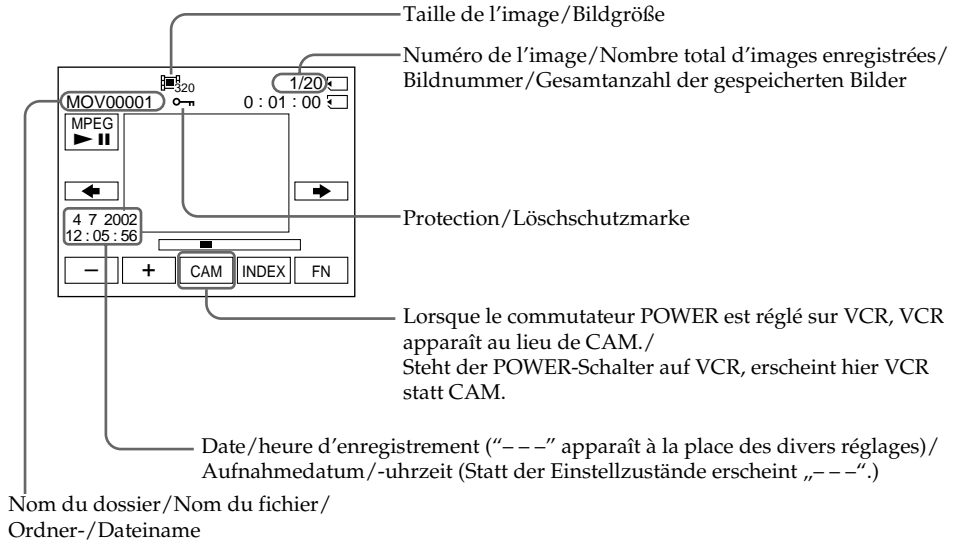 Taille de l'image/Bildgröße
Numéro de l'image/Nombre total d'images enregistrées/
Bildnummer/Gesamtanzahl der gespeicherten Bilder
320
1/20
MOV00001
0 : 01 : 00
MPEG
Protection/Löschschutzmarke
4 7 2002
12 : 05 : 56
– + CAM INDEX FN
Lorsque le commutateur POWER est réglé sur VCR, VCR
apparaît au lieu de CAM./
Steht der POWER-Schalter auf VCR, erscheint hier VCR
statt CAM.
Date/heure d'enregistrement (“– – –” apparaît à la place des divers réglages)/
Aufnahmedatum/-uhrzeit (Statt der Einstellzustände erscheint „– – –“.)
Nom du dossier/Nom du fichier/
Ordner-/Dateiname